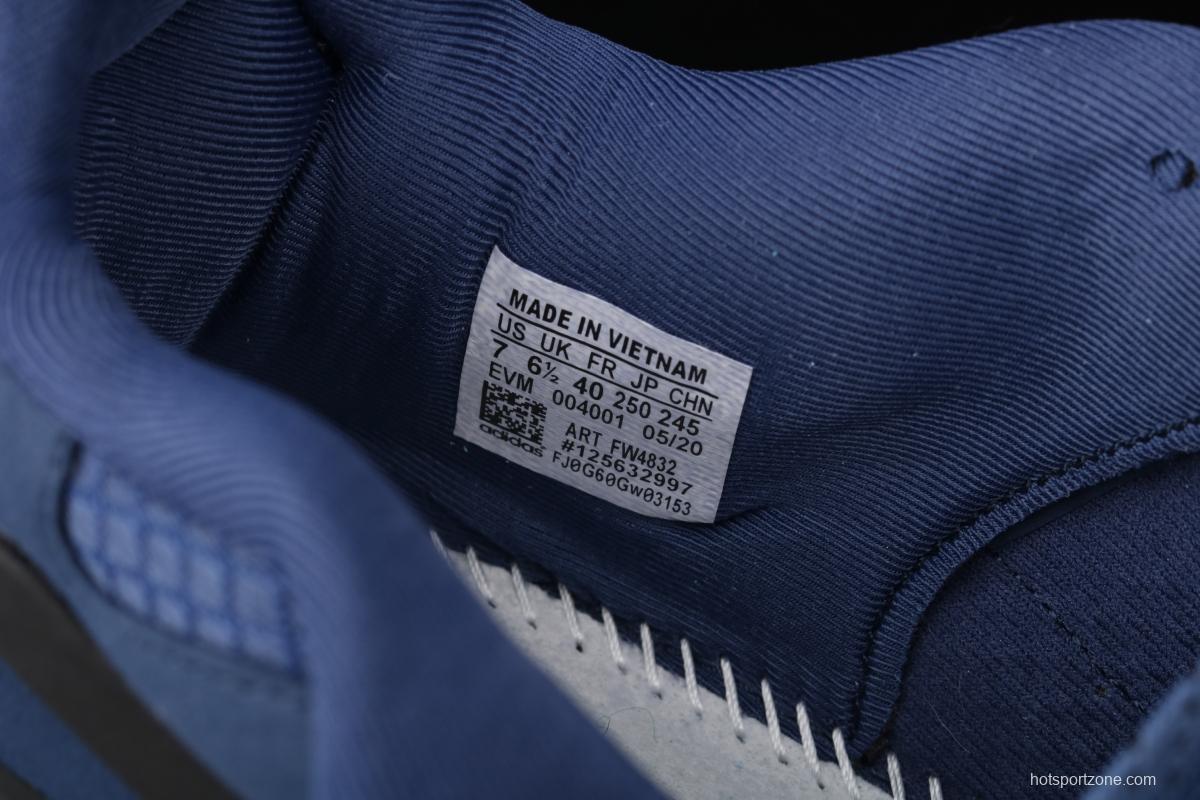 MADE IN VIETNAM
US UK FR JP CHN
7 6½ 40 250 245
EVM 004001 05/20
ART FW4832
#125632997
adidas FJ0G60Gw03153
hotsportzone.com